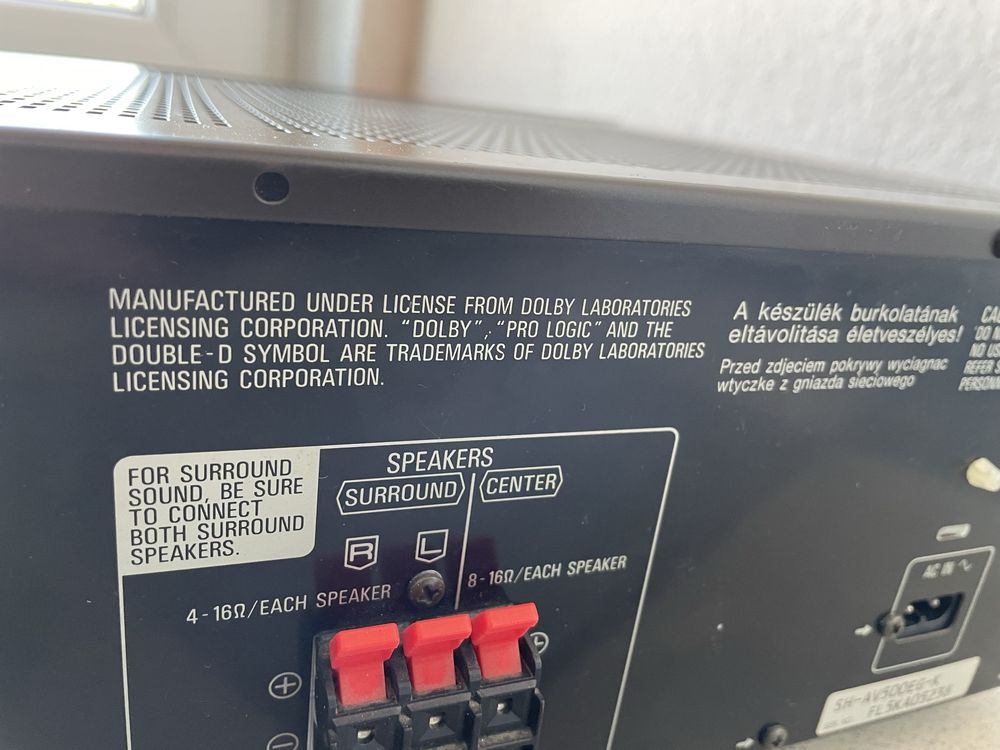 MANUFACTURED UNDER LICENSE FROM DOLBY LABORATORIES
LICENSING CORPORATION. “DOLBY”, “PRO LOGIC” AND THE
DOUBLE-D SYMBOL ARE TRADEMARKS OF DOLBY LABORATORIES
LICENSING CORPORATION.
A készülék burkolatának
eltávolitása életveszélyes!
Przed zdjeciem pokrywy wyciagnac
wtyczke z gniazda sieciowego
NO
REFER
FOR SURROUND
SOUND, BE SURE
TO CONNECT
BOTH SURROUND
SPEAKERS.
SPEAKERS
SURROUND
CENTER
R
L
4-16Ω/EACH SPEAKER
8-16Ω/EACH SPEAKER
+
−
AC IN ∿
SH-AV500EG-K